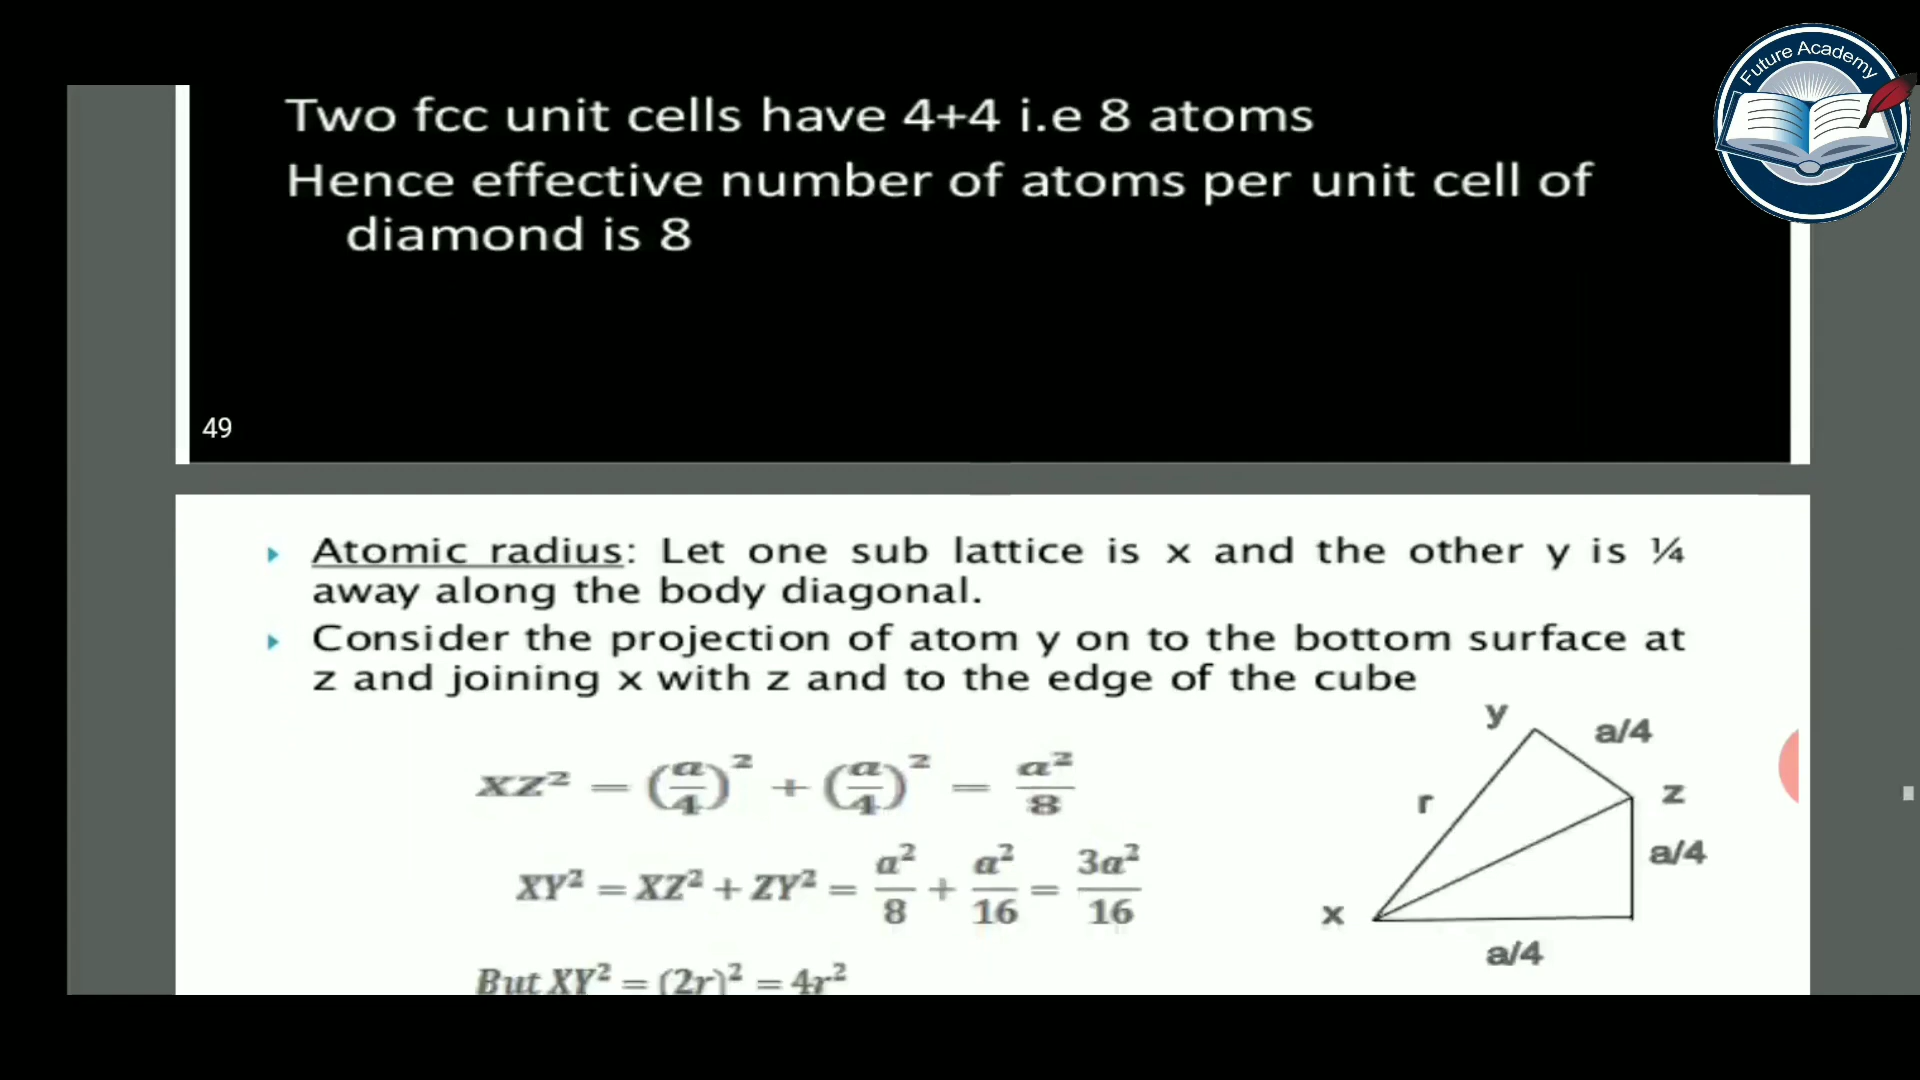 Future Academy
Two fcc unit cells have 4+4 i.e 8 atoms
Hence effective number of atoms per unit cell of
diamond is 8
49
Atomic radius: Let one sub lattice is x and the other y is ¼
away along the body diagonal.
Consider the projection of atom y on to the bottom surface at
z and joining x with z and to the edge of the cube
XZ² = (a/4)² + (a/4)² = a²/8
XY² = XZ² + ZY² = a²/8 + a²/16 = 3a²/16
But XY² = (2r)² = 4r²
y
a/4
r
z
a/4
x
a/4